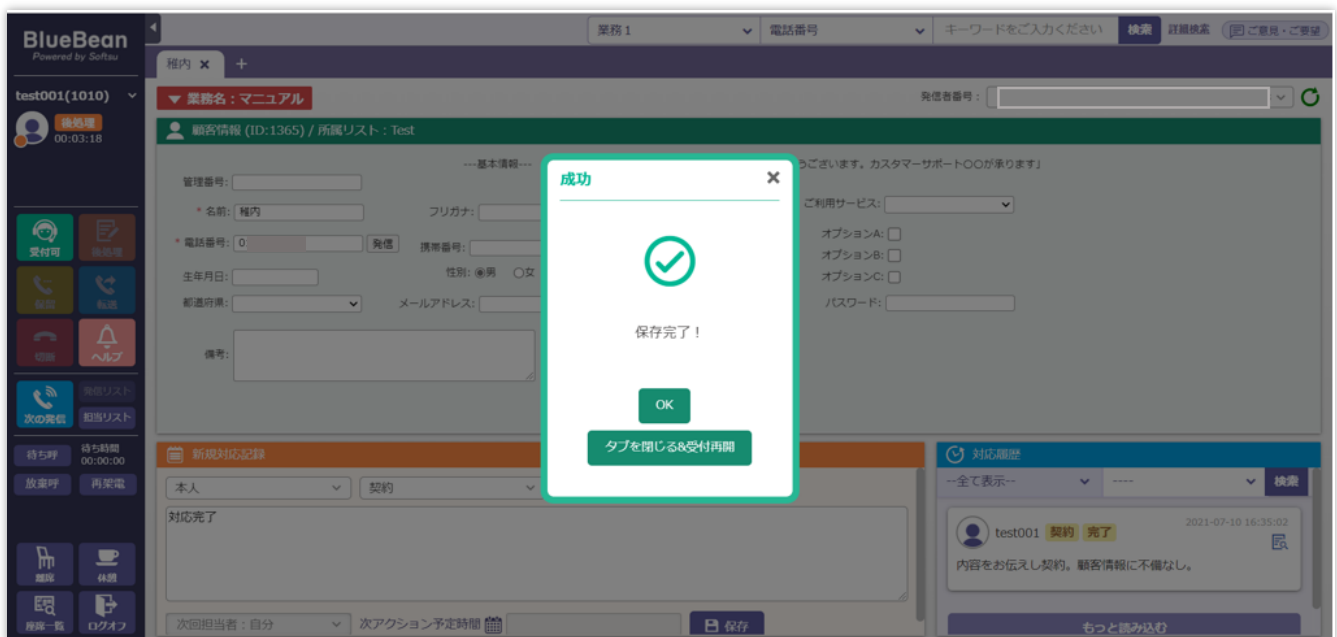 BlueBean
Powered by Softsu
業務1
電話番号
キーワードをご入力ください
検索
詳細検索
ご意見・ご要望
稚内 ×
+
test001(1010)
後処理
00:03:18
▼ 業務名:マニュアル
発信者番号:
顧客情報 (ID:1365) / 所属リスト : Test
---基本情報---
うございます。カスタマーサポート〇〇が承ります」
管理番号:
* 名前: 稚内
フリガナ:
ご利用サービス:
* 電話番号: 0
発信
携帯番号:
オプションA:
オプションB:
生年月日:
性別: 男 女
オプションC:
都道府県:
メールアドレス:
パスワード:
備考:
成功 ×
保存完了!
OK
タブを閉じる&受付再開
受付可
後処理
保留
転送
切断
ヘルプ
次の発信
発信リスト
担当リスト
待ち呼
待ち時間
00:00:00
放棄呼
再架電
離席
休憩
座席一覧
ログオフ
新規対応記録
本人
契約
対応完了
次回担当者:自分
次アクション予定時間
保存
対応履歴
--全て表示--
----
検索
test001 契約 完了
2021-07-10 16:35:02
内容をお伝えし契約。顧客情報に不備なし。
もっと読み込む